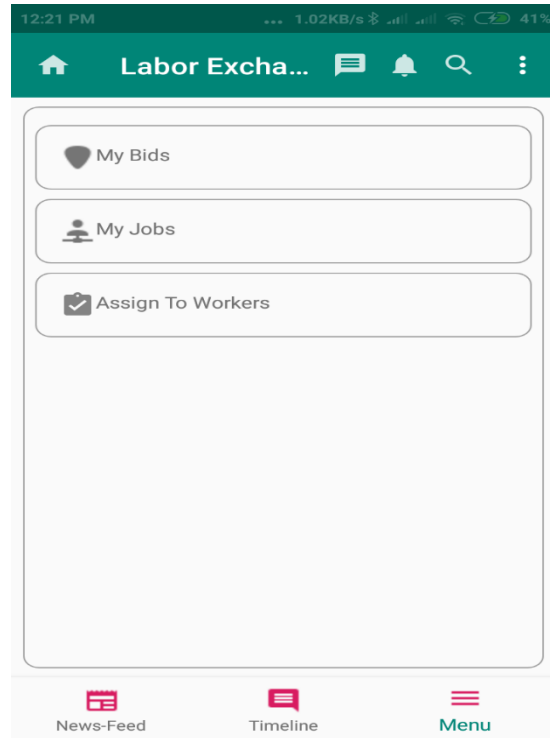 12:21 PM ... 1.02KB/s 41%
Labor Excha...
My Bids
My Jobs
Assign To Workers
News-Feed Timeline Menu